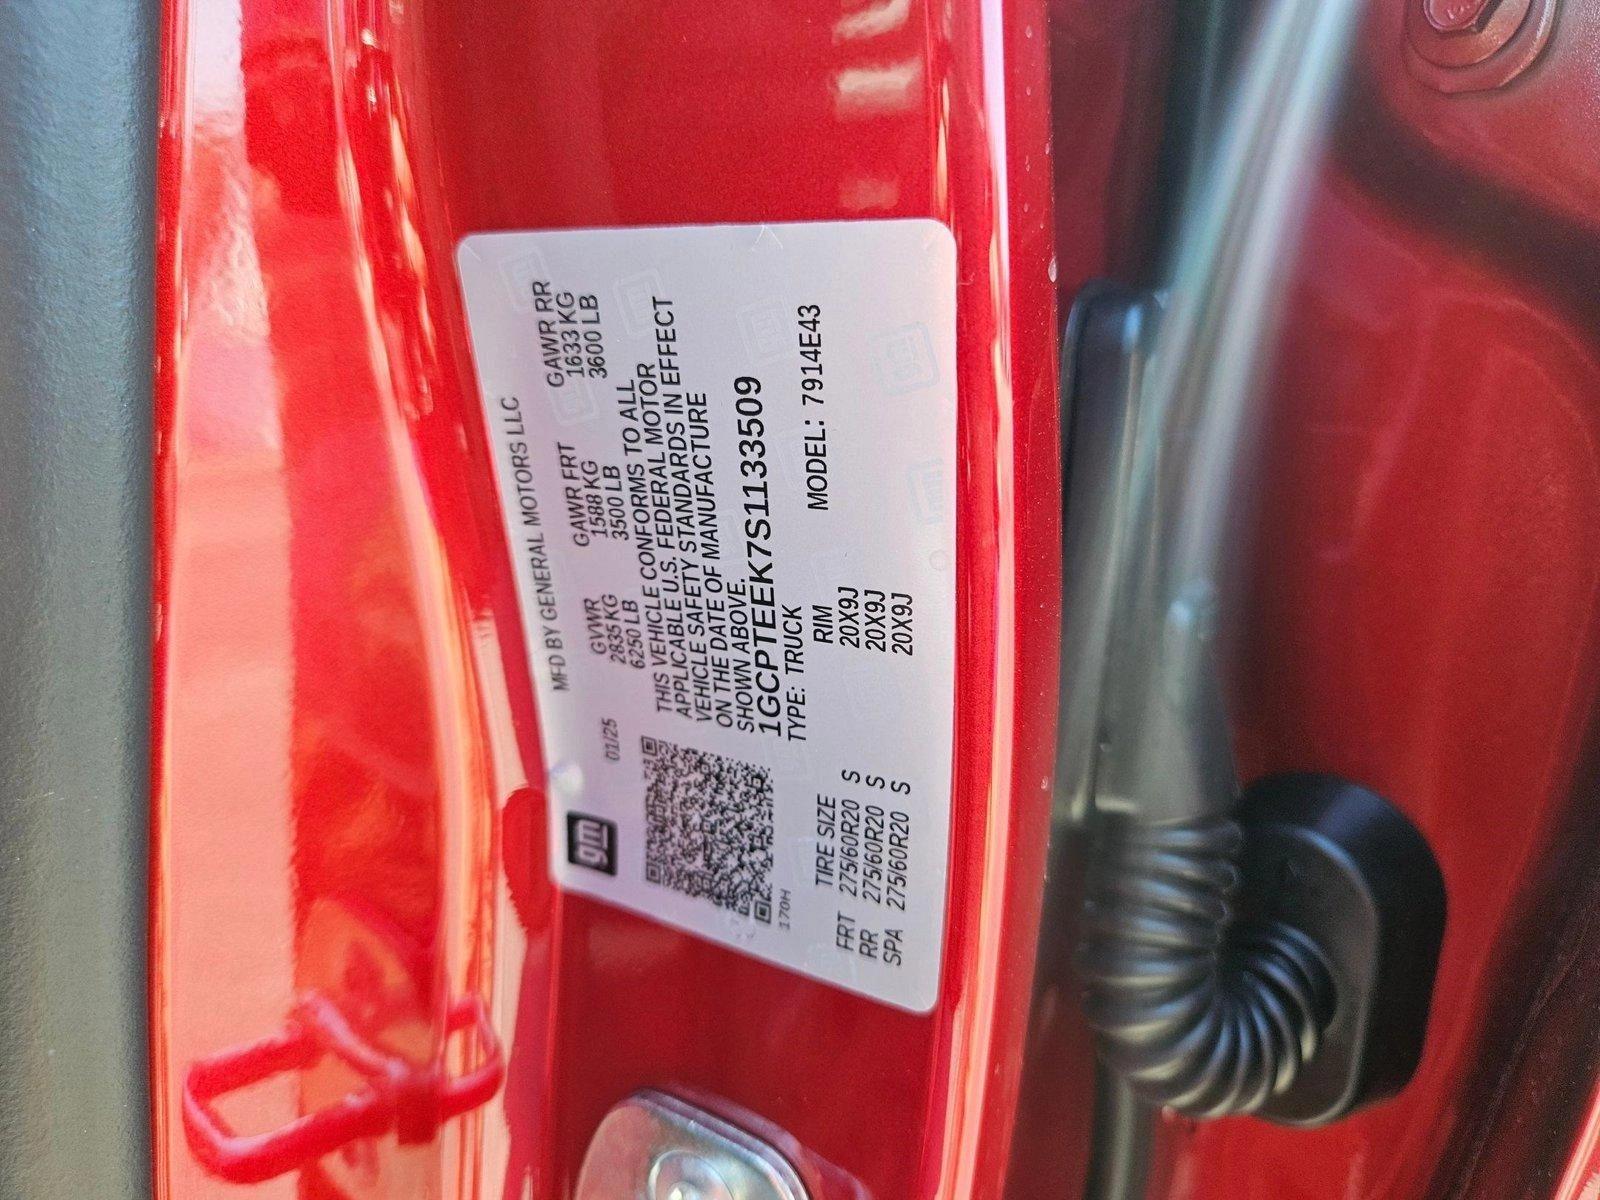 MFD BY GENERAL MOTORS LLC
gm 01/25
GVWR GAWR FRT GAWR RR
2835 KG 1588 KG 1633 KG
6250 LB 3500 LB 3600 LB
THIS VEHICLE CONFORMS TO ALL
APPLICABLE U.S. FEDERAL MOTOR
VEHICLE SAFETY STANDARDS IN EFFECT
ON THE DATE OF MANUFACTURE
SHOWN ABOVE.
1GCPTEEK7S1133509
TYPE: TRUCK MODEL: 7914E43
170H
TIRE SIZE RIM
FRT 275/60R20 S 20X9J
RR 275/60R20 S 20X9J
SPA 275/60R20 S 20X9J